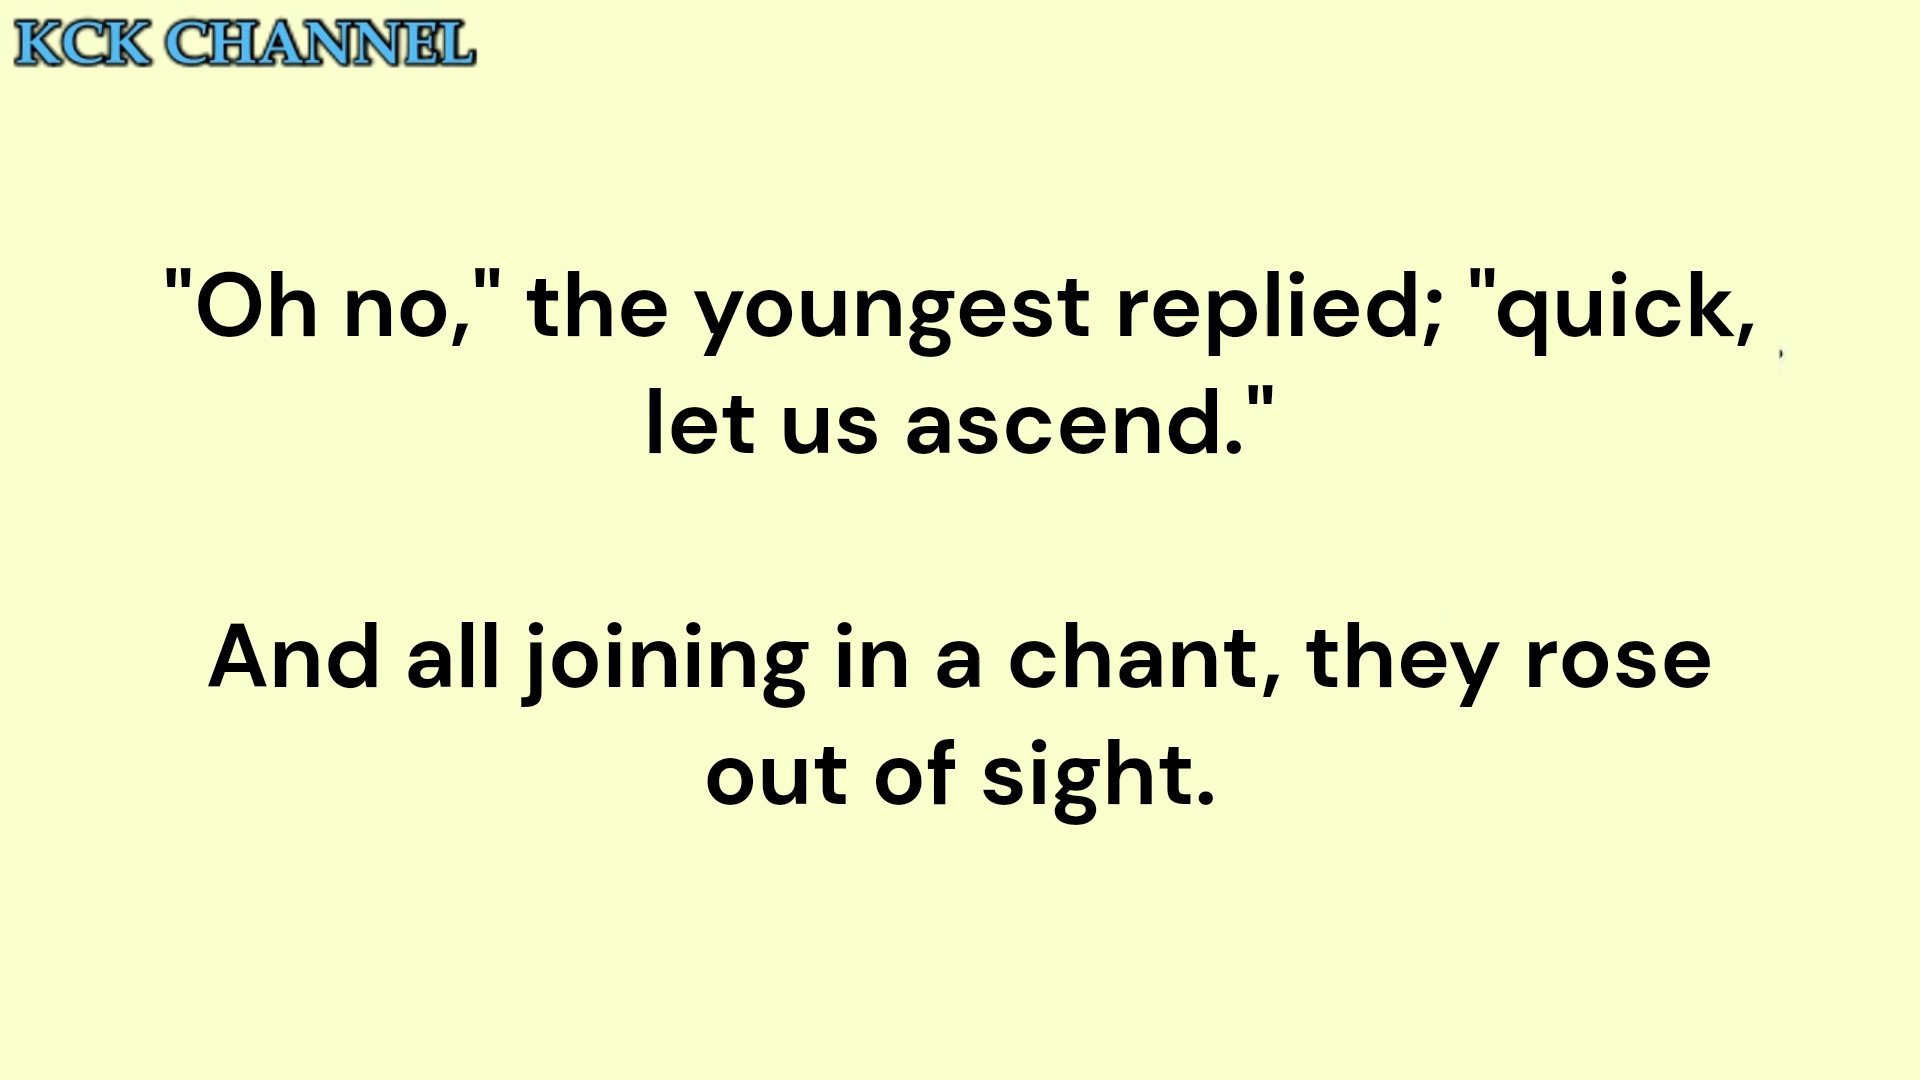 KCK CHANNEL
"Oh no," the youngest replied; "quick,
let us ascend."
And all joining in a chant, they rose
out of sight.